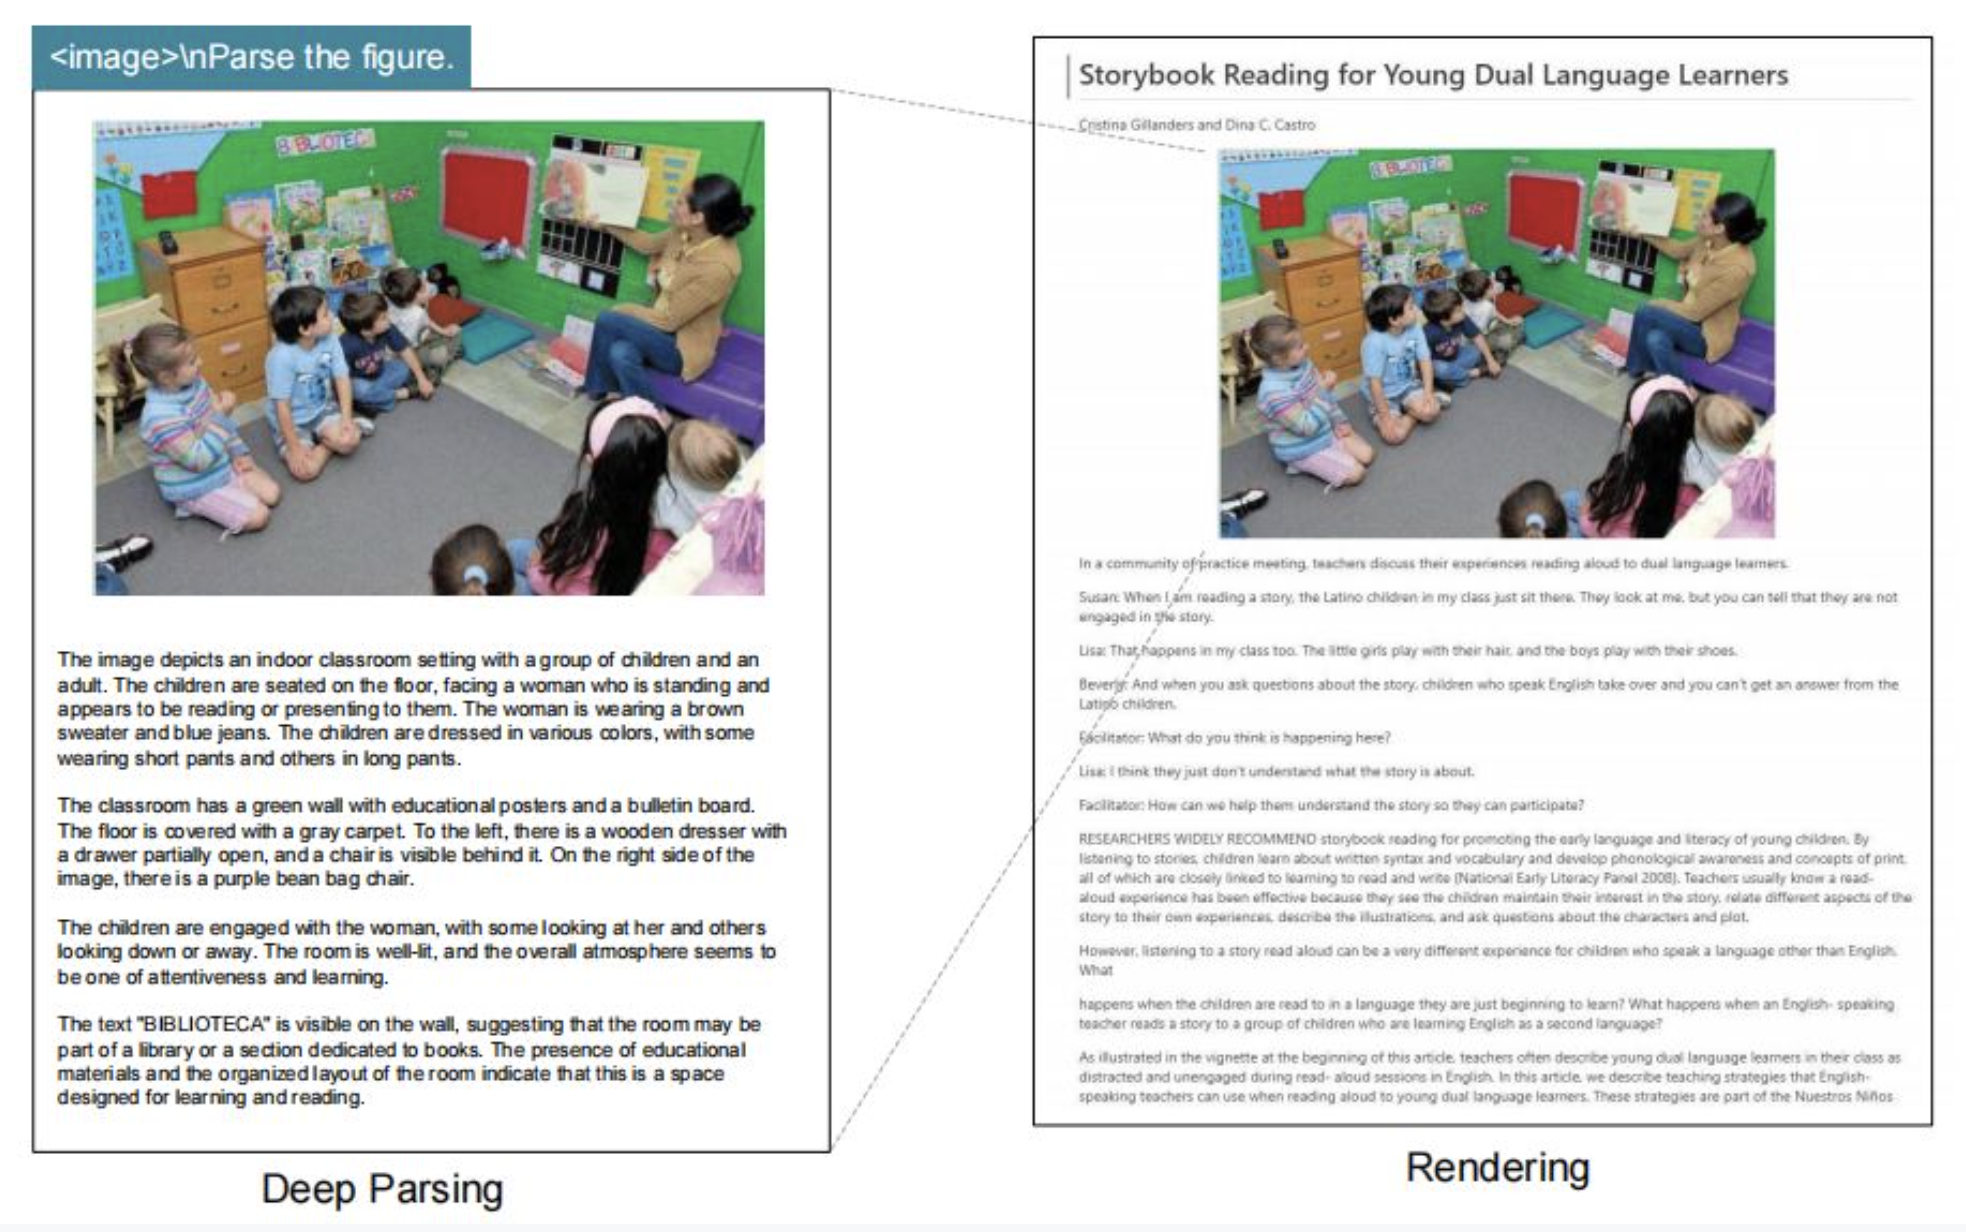 <image>\nParse the figure.
BIBLIOTECA
The image depicts an indoor classroom setting with a group of children and an
adult. The children are seated on the floor, facing a woman who is standing and
appears to be reading or presenting to them. The woman is wearing a brown
sweater and blue jeans. The children are dressed in various colors, with some
wearing short pants and others in long pants.
The classroom has a green wall with educational posters and a bulletin board.
The floor is covered with a gray carpet. To the left, there is a wooden dresser with
a drawer partially open, and a chair is visible behind it. On the right side of the
image, there is a purple bean bag chair.
The children are engaged with the woman, with some looking at her and others
looking down or away. The room is well-lit, and the overall atmosphere seems to
be one of attentiveness and learning.
The text "BIBLIOTECA" is visible on the wall, suggesting that the room may be
part of a library or a section dedicated to books. The presence of educational
materials and the organized layout of the room indicate that this is a space
designed for learning and reading.
Deep Parsing
Storybook Reading for Young Dual Language Learners
Cristina Gillanders and Dina C. Castro
BIBLIOTECA
In a community of practice meeting, teachers discuss their experiences reading aloud to dual language learners.
Susan: When I am reading a story, the Latino children in my class just sit there. They look at me, but you can tell that they are not
engaged in the story.
Lisa: That happens in my class too. The little girls play with their hair, and the boys play with their shoes.
Beverly: And when you ask questions about the story, children who speak English take over and you can't get an answer from the
Latino children.
Facilitator: What do you think is happening here?
Lisa: I think they just don't understand what the story is about.
Facilitator: How can we help them understand the story so they can participate?
RESEARCHERS WIDELY RECOMMEND storybook reading for promoting the early language and literacy of young children. By
listening to stories, children learn about written syntax and vocabulary and develop phonological awareness and concepts of print,
all of which are closely linked to learning to read and write (National Early Literacy Panel 2008). Teachers usually know a read-
aloud experience has been effective because they see the children maintain their interest in the story, relate different aspects of the
story to their own experiences, describe the illustrations, and ask questions about the characters and plot.
However, listening to a story read aloud can be a very different experience for children who speak a language other than English.
What
happens when the children are read to in a language they are just beginning to learn? What happens when an English- speaking
teacher reads a story to a group of children who are learning English as a second language?
As illustrated in the vignette at the beginning of this article, teachers often describe young dual language learners in their class as
distracted and unengaged during read- aloud sessions in English. In this article, we describe teaching strategies that English-
speaking teachers can use when reading aloud to young dual language learners. These strategies are part of the Nuestros Niños
Rendering